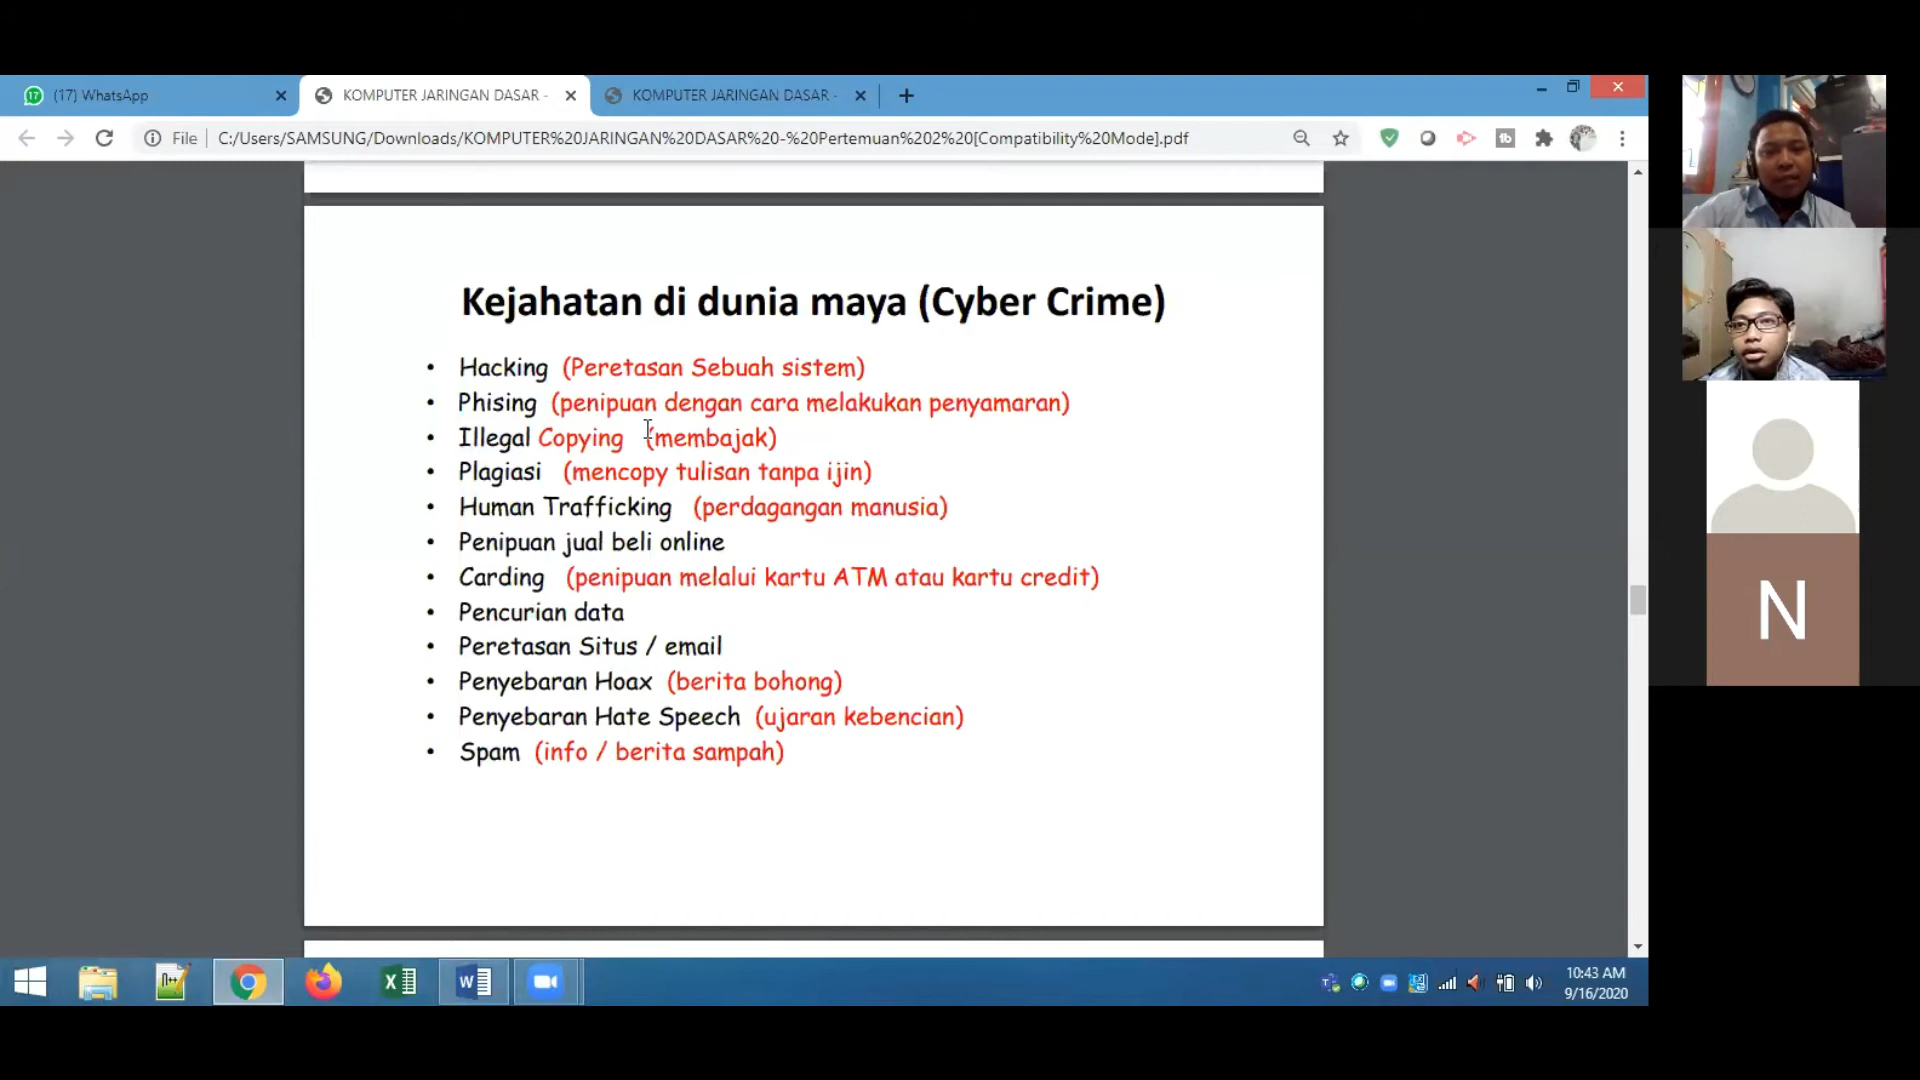 (17) WhatsApp
KOMPUTER JARINGAN DASAR -
KOMPUTER JARINGAN DASAR -
File
C:/Users/SAMSUNG/Downloads/KOMPUTER%20JARINGAN%20DASAR%20-%20Pertemuan%202%20[Compatibility%20Mode].pdf
Kejahatan di dunia maya (Cyber Crime)
• Hacking (Peretasan Sebuah sistem)
• Phising (penipuan dengan cara melakukan penyamaran)
• Illegal Copying (membajak)
• Plagiasi (mencopy tulisan tanpa ijin)
• Human Trafficking (perdagangan manusia)
• Penipuan jual beli online
• Carding (penipuan melalui kartu ATM atau kartu credit)
• Pencurian data
• Peretasan Situs / email
• Penyebaran Hoax (berita bohong)
• Penyebaran Hate Speech (ujaran kebencian)
• Spam (info / berita sampah)
N
10:43 AM
9/16/2020